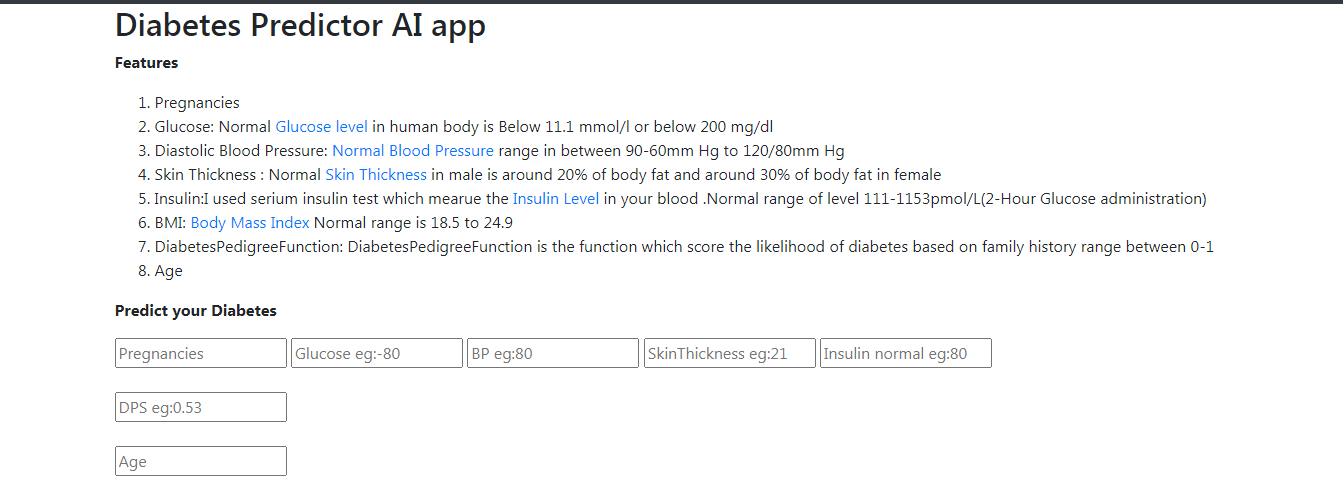 Diabetes Predictor AI app
Features
1. Pregnancies
2. Glucose: Normal Glucose level in human body is Below 11.1 mmol/l or below 200 mg/dl
3. Diastolic Blood Pressure: Normal Blood Pressure range in between 90-60mm Hg to 120/80mm Hg
4. Skin Thickness : Normal Skin Thickness in male is around 20% of body fat and around 30% of body fat in female
5. Insulin:I used serium insulin test which mearue the Insulin Level in your blood .Normal range of level 111-1153pmol/L(2-Hour Glucose administration)
6. BMI: Body Mass Index Normal range is 18.5 to 24.9
7. DiabetesPedigreeFunction: DiabetesPedigreeFunction is the function which score the likelihood of diabetes based on family history range between 0-1
8. Age
Predict your Diabetes
Pregnancies Glucose eg:-80 BP eg:80 SkinThickness eg:21 Insulin normal eg:80
DPS eg:0.53
Age